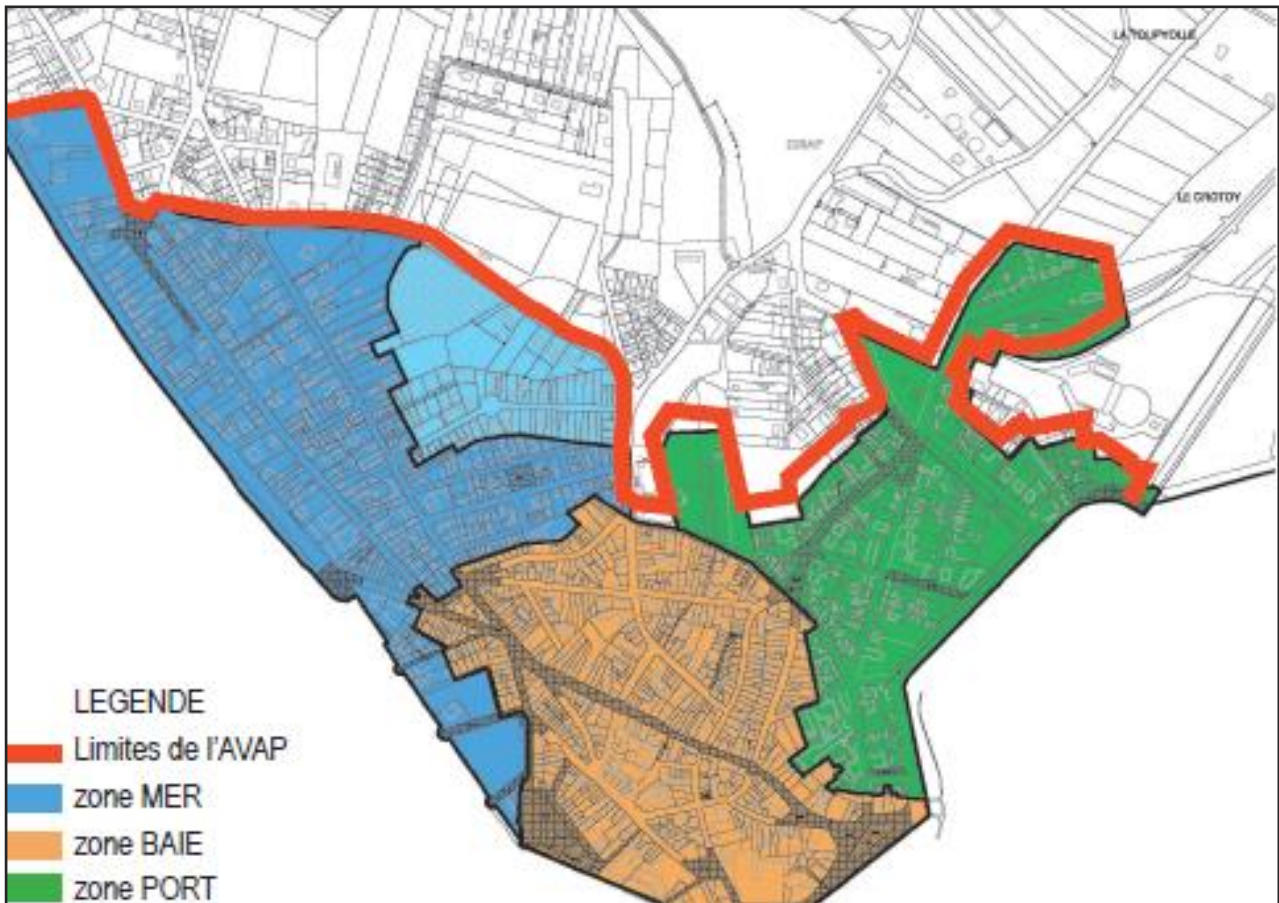 LA TOUPYOLLE
LE CROTOY
LEGENDE
Limites de l'AVAP
zone MER
zone BAIE
zone PORT